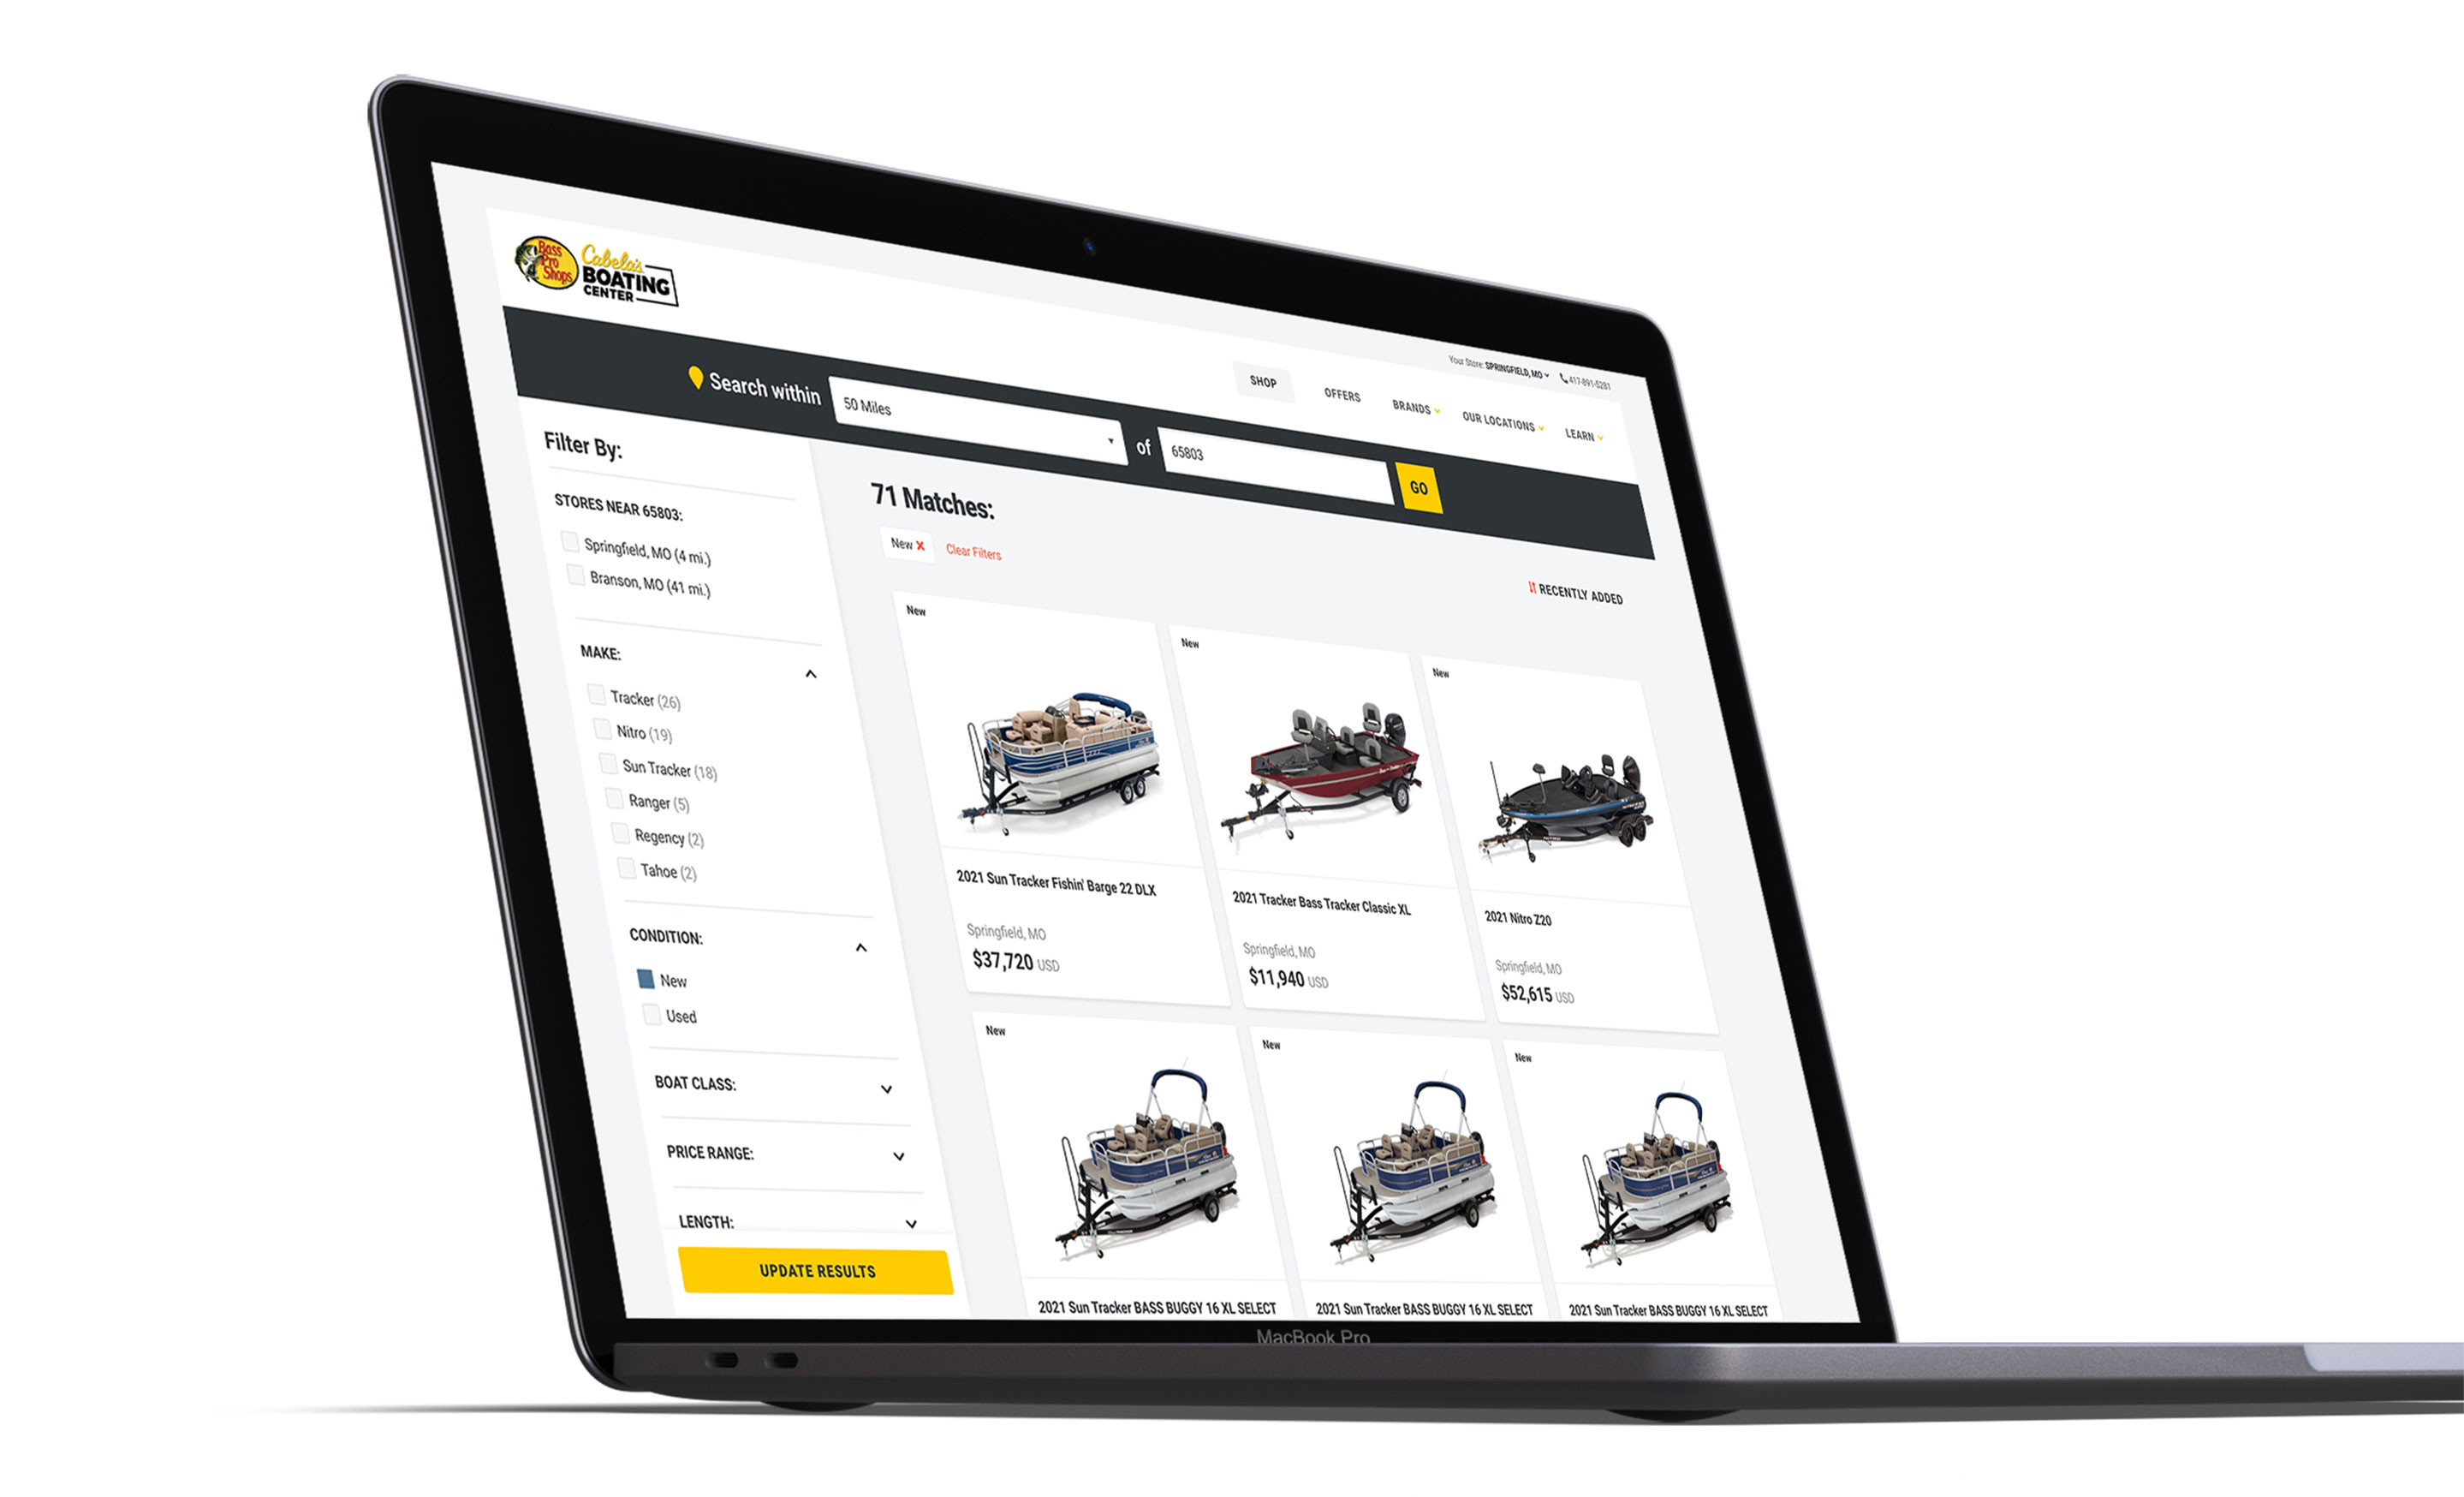 Bass
Pro
Shops
Cabela's
BOATING
CENTER
Your Store: SPRINGFIELD, MO
417-891-5281
SHOP
OFFERS
BRANDS
OUR LOCATIONS
LEARN
Search within
50 Miles
of
65803
GO
Filter By:
STORES NEAR 65803:
Springfield, MO (4 mi.)
Branson, MO (41 mi.)
MAKE:
Tracker (26)
Nitro (19)
Sun Tracker (18)
Ranger (5)
Regency (2)
Tahoe (2)
CONDITION:
New
Used
BOAT CLASS:
PRICE RANGE:
LENGTH:
UPDATE RESULTS
71 Matches:
New
Clear Filters
RECENTLY ADDED
New
2021 Sun Tracker Fishin' Barge 22 DLX
Springfield, MO
$37,720 USD
New
2021 Tracker Bass Tracker Classic XL
Springfield, MO
$11,940 USD
New
2021 Nitro Z20
Springfield, MO
$52,615 USD
New
2021 Sun Tracker BASS BUGGY 16 XL SELECT
New
2021 Sun Tracker BASS BUGGY 16 XL SELECT
New
2021 Sun Tracker BASS BUGGY 16 XL SELECT
MacBook Pro